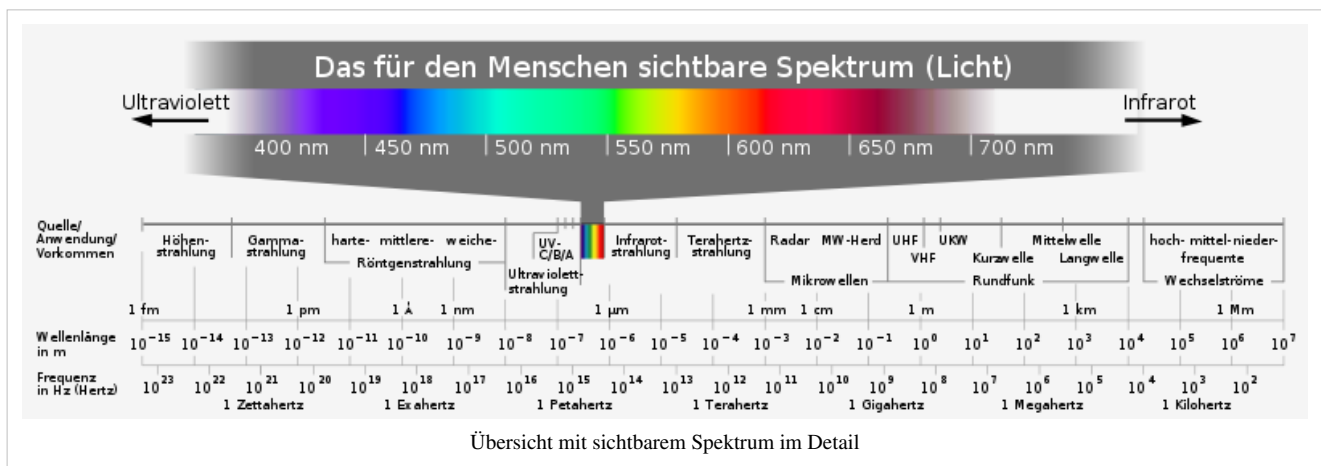 Das für den Menschen sichtbare Spektrum (Licht)
Ultraviolett
Infrarot
400 nm 450 nm 500 nm 550 nm 600 nm 650 nm 700 nm
Quelle/
Anwendung/
Vorkommen
Höhen-
strahlung
Gamma-
strahlung
harte- mittlere- weiche-
Röntgenstrahlung
UV-
C/B/A
Ultraviolett-
strahlung
Infrarot-
strahlung
Terahertz-
strahlung
Radar MW-Herd
Mikrowellen
UHF
VHF
UKW
Kurzwelle
Mittelwelle
Langwelle
Rundfunk
hoch- mittel- nieder-
frequente
Wechselströme
1 fm 1 pm 1 Å 1 nm 1 µm 1 mm 1 cm 1 m 1 km 1 Mm
Wellenlänge
in m
10⁻¹⁵ 10⁻¹⁴ 10⁻¹³ 10⁻¹² 10⁻¹¹ 10⁻¹⁰ 10⁻⁹ 10⁻⁸ 10⁻⁷ 10⁻⁶ 10⁻⁵ 10⁻⁴ 10⁻³ 10⁻² 10⁻¹ 10⁰ 10¹ 10² 10³ 10⁴ 10⁵ 10⁶ 10⁷
Frequenz
in Hz (Hertz)
10²³ 10²² 10²¹ 10²⁰ 10¹⁹ 10¹⁸ 10¹⁷ 10¹⁶ 10¹⁵ 10¹⁴ 10¹³ 10¹² 10¹¹ 10¹⁰ 10⁹ 10⁸ 10⁷ 10⁶ 10⁵ 10⁴ 10³ 10²
1 Zettahertz 1 Exahertz 1 Petahertz 1 Terahertz 1 Gigahertz 1 Megahertz 1 Kilohertz
Übersicht mit sichtbarem Spektrum im Detail